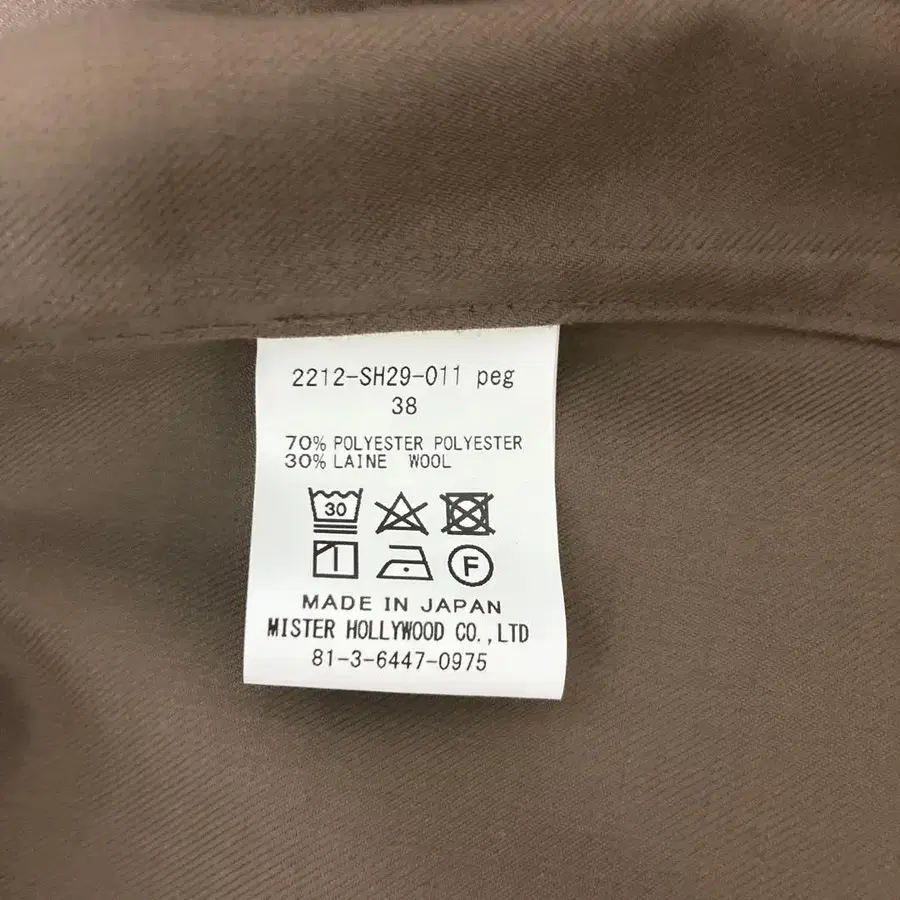 2212-SH29-011 peg
38
70% POLYESTER POLYESTER
30% LAINE WOOL
30
F
MADE IN JAPAN
MISTER HOLLYWOOD CO.,LTD
81-3-6447-0975